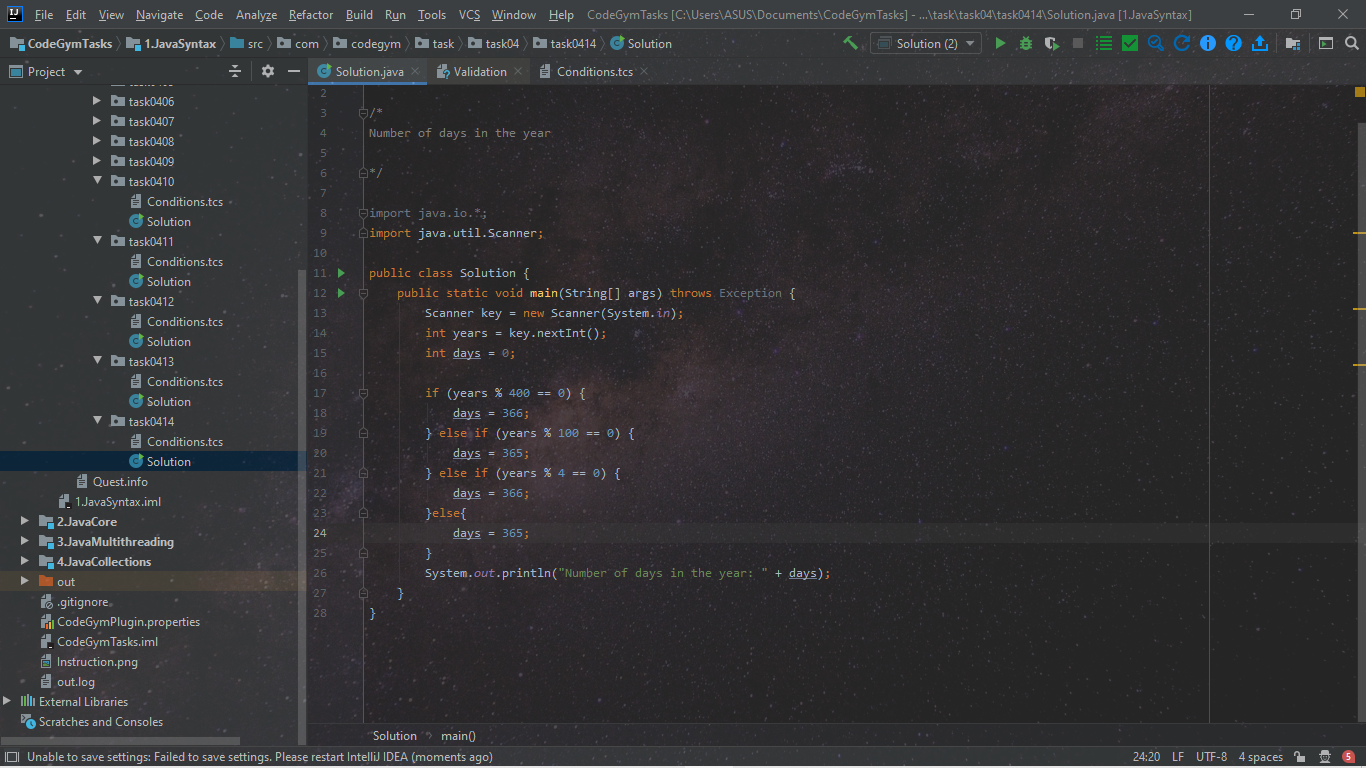 File Edit View Navigate Code Analyze Refactor Build Run Tools VCS Window Help CodeGymTasks [C:\Users\ASUS\Documents\CodeGymTasks] - ...\task\task04\task0414\Solution.java [1.JavaSyntax]
CodeGymTasks 1.JavaSyntax src com codegym task task04 task0414 Solution Solution (2)
Project Solution.java Validation Conditions.tcs
task0406
task0407
task0408
task0409
task0410
Conditions.tcs
Solution
task0411
Conditions.tcs
Solution
task0412
Conditions.tcs
Solution
task0413
Conditions.tcs
Solution
task0414
Conditions.tcs
Solution
Quest.info
1.JavaSyntax.iml
2.JavaCore
3.JavaMultithreading
4.JavaCollections
out
.gitignore
CodeGymPlugin.properties
CodeGymTasks.iml
Instruction.png
out.log
External Libraries
Scratches and Consoles
2
3 /*
4 Number of days in the year
5
6 */
7
8 import java.io.*;
9 import java.util.Scanner;
10
11 public class Solution {
12 public static void main(String[] args) throws Exception {
13 Scanner key = new Scanner(System.in);
14 int years = key.nextInt();
15 int days = 0;
16
17 if (years % 400 == 0) {
18 days = 366;
19 } else if (years % 100 == 0) {
20 days = 365;
21 } else if (years % 4 == 0) {
22 days = 366;
23 }else{
24 days = 365;
25 }
26 System.out.println("Number of days in the year: " + days);
27 }
28 }
Solution main()
Unable to save settings: Failed to save settings. Please restart IntelliJ IDEA (moments ago) 24:20 LF UTF-8 4 spaces 5